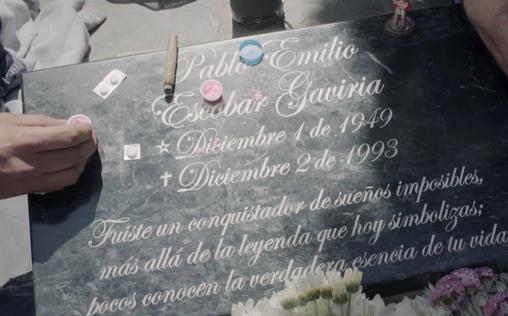 Pablo Emilio
Escobar Gaviria
Diciembre 1 de 1949
Diciembre 2 de 1993
Fuiste un conquistador de sueños imposibles,
más allá de la leyenda que hoy simbolizas;
pocos conocen la verdadera esencia de tu vida